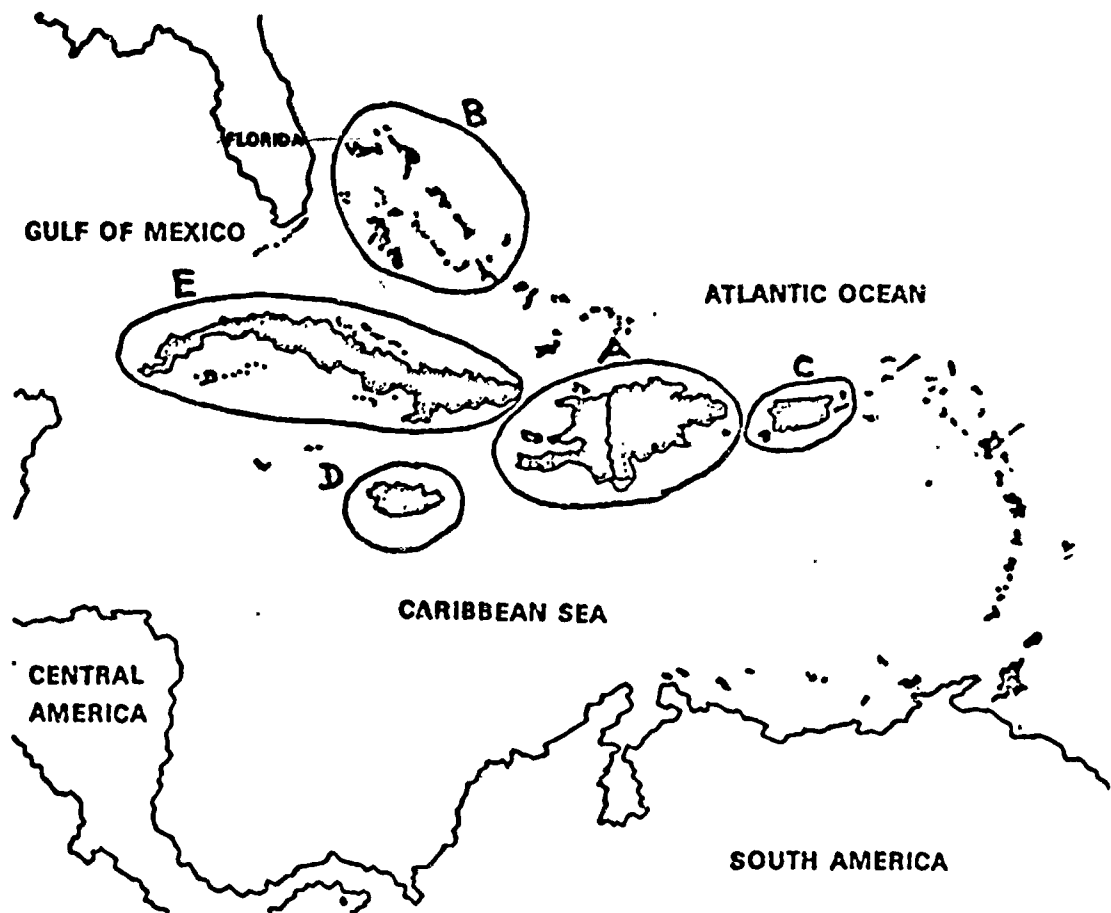 B
FLORIDA
GULF OF MEXICO
E
ATLANTIC OCEAN
A
C
D
CARIBBEAN SEA
CENTRAL
AMERICA
SOUTH AMERICA